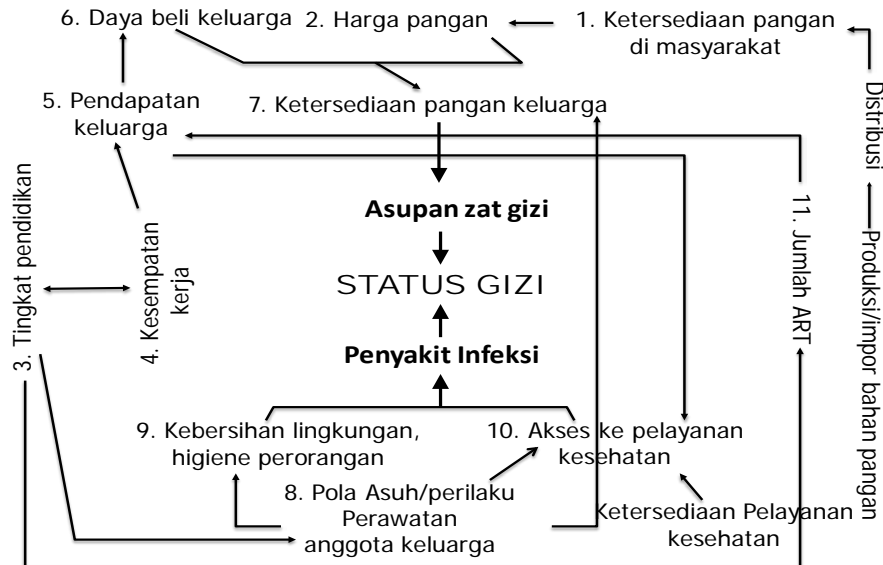 6. Daya beli keluarga
2. Harga pangan
1. Ketersediaan pangan
di masyarakat
5. Pendapatan
keluarga
7. Ketersediaan pangan keluarga
Distribusi
Asupan zat gizi
11. Jumlah ART
Produksi/impor bahan pangan
3. Tingkat pendidikan
4. Kesempatan
kerja
STATUS GIZI
Penyakit Infeksi
9. Kebersihan lingkungan,
higiene perorangan
10. Akses ke pelayanan
kesehatan
8. Pola Asuh/perilaku
Perawatan
anggota keluarga
Ketersediaan Pelayanan
kesehatan